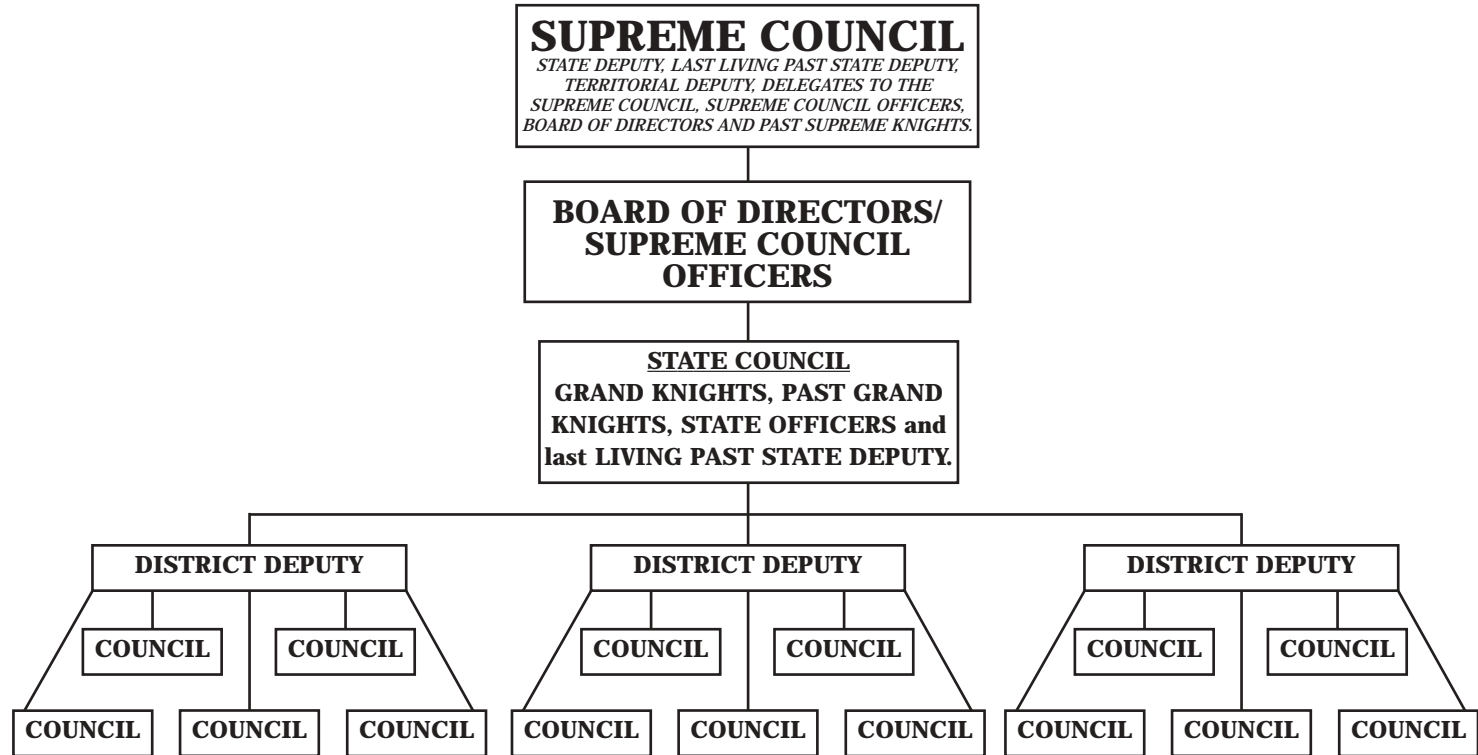 SUPREME COUNCIL
STATE DEPUTY, LAST LIVING PAST STATE DEPUTY,
TERRITORIAL DEPUTY, DELEGATES TO THE
SUPREME COUNCIL, SUPREME COUNCIL OFFICERS,
BOARD OF DIRECTORS AND PAST SUPREME KNIGHTS.
BOARD OF DIRECTORS/
SUPREME COUNCIL
OFFICERS
STATE COUNCIL
GRAND KNIGHTS, PAST GRAND
KNIGHTS, STATE OFFICERS and
last LIVING PAST STATE DEPUTY.
DISTRICT DEPUTY DISTRICT DEPUTY DISTRICT DEPUTY
COUNCIL COUNCIL COUNCIL COUNCIL COUNCIL COUNCIL
COUNCIL COUNCIL COUNCIL COUNCIL COUNCIL COUNCIL COUNCIL COUNCIL COUNCIL